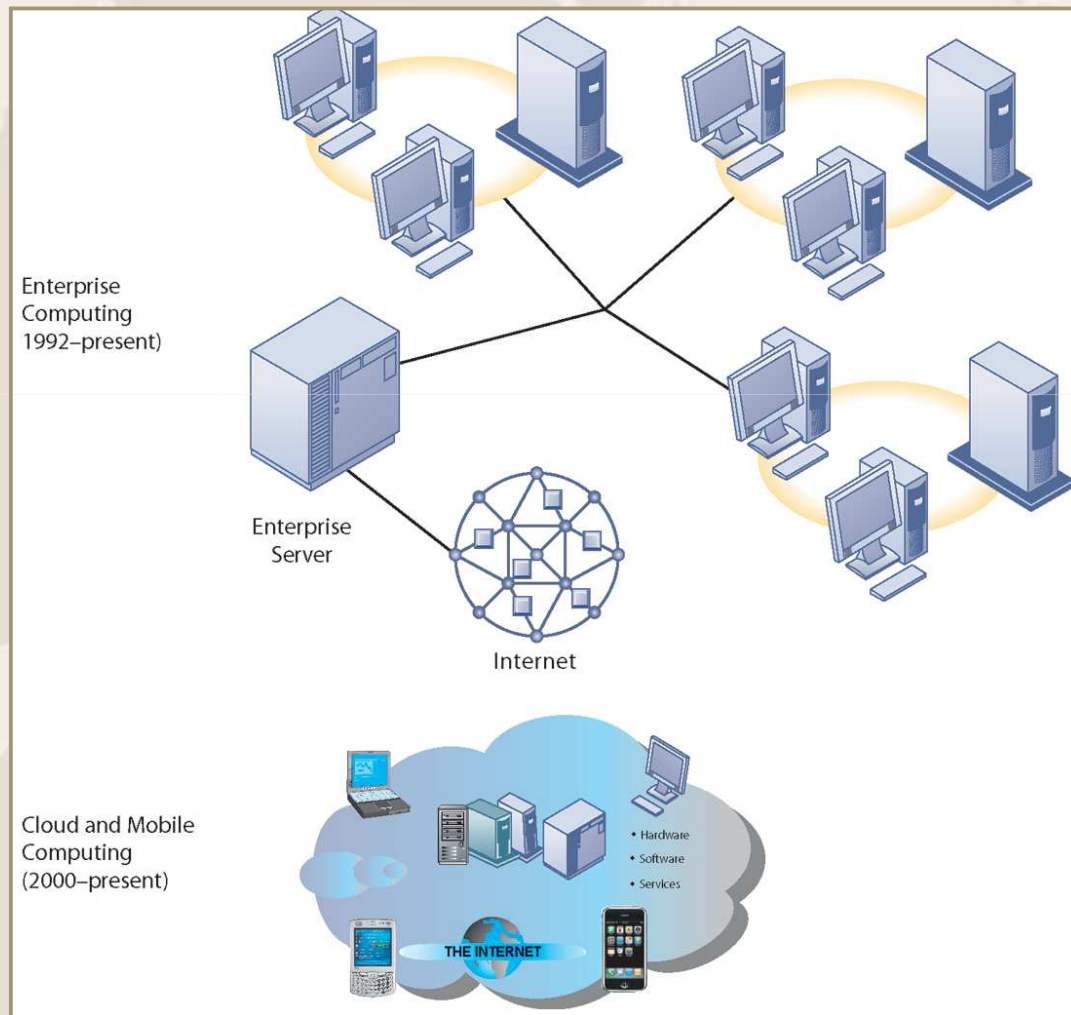 Enterprise
Computing
1992–present)
Enterprise
Server
Internet
Cloud and Mobile
Computing
(2000–present)
• Hardware
• Software
• Services
THE INTERNET